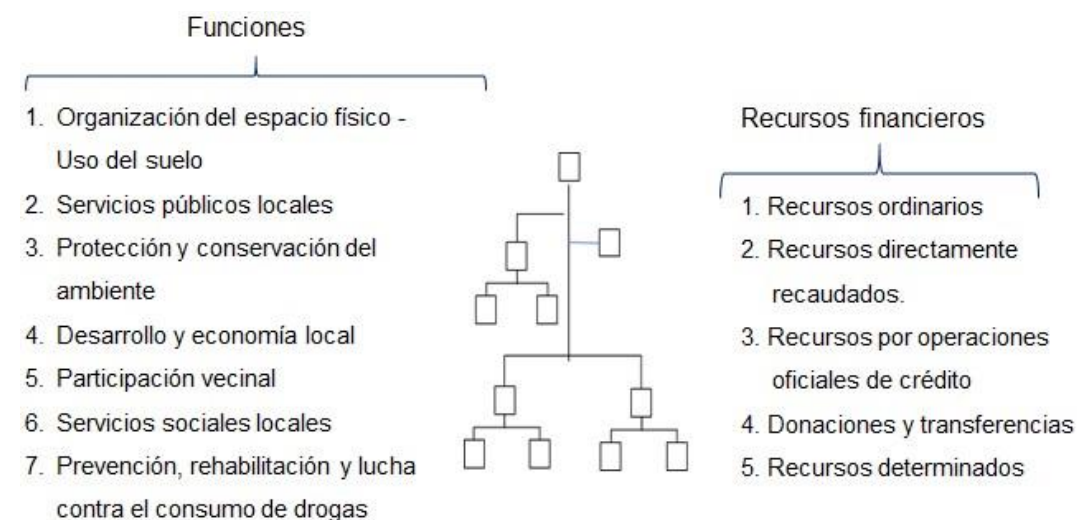 Funciones
1. Organización del espacio físico -
Uso del suelo
2. Servicios públicos locales
3. Protección y conservación del
ambiente
4. Desarrollo y economía local
5. Participación vecinal
6. Servicios sociales locales
7. Prevención, rehabilitación y lucha
contra el consumo de drogas
Recursos financieros
1. Recursos ordinarios
2. Recursos directamente
recaudados.
3. Recursos por operaciones
oficiales de crédito
4. Donaciones y transferencias
5. Recursos determinados